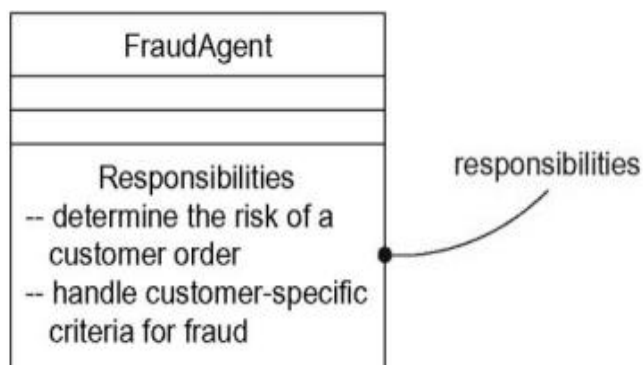 FraudAgent
Responsibilities
-- determine the risk of a
customer order
-- handle customer-specific
criteria for fraud
responsibilities